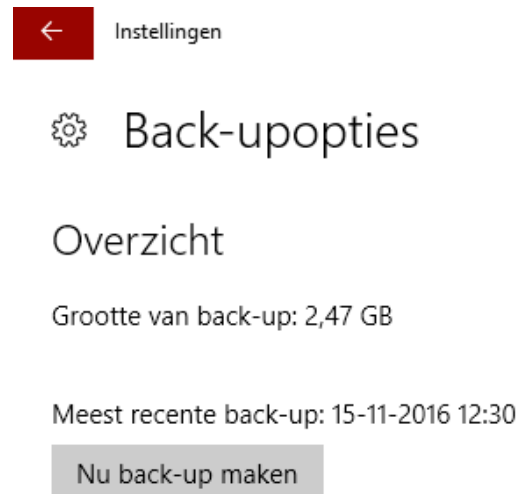 Instellingen
Back-upopties
Overzicht
Grootte van back-up: 2,47 GB
Meest recente back-up: 15-11-2016 12:30
Nu back-up maken